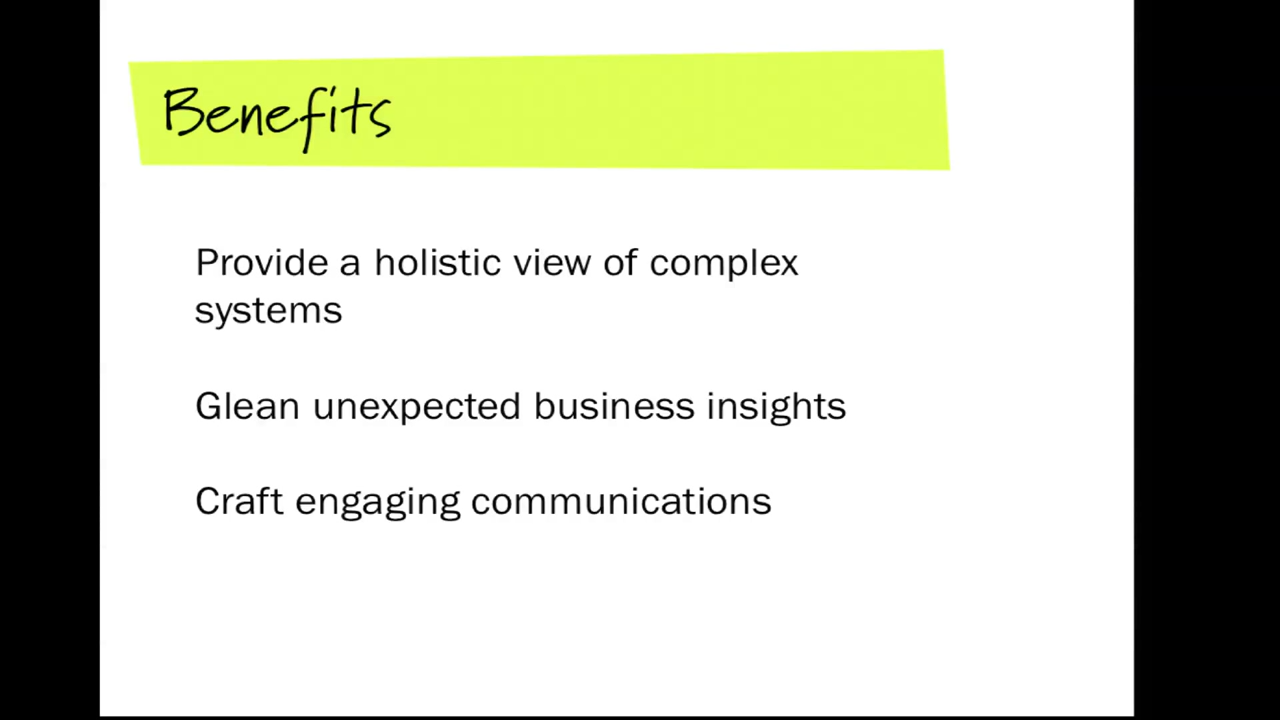 Benefits
Provide a holistic view of complex
systems
Glean unexpected business insights
Craft engaging communications